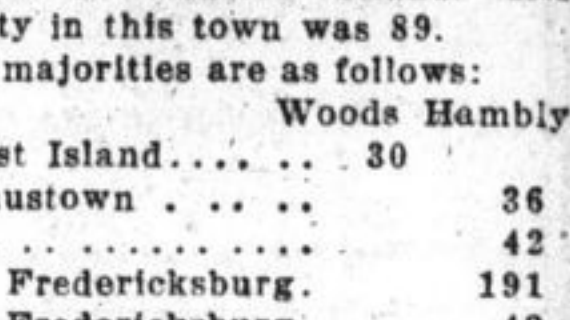 ty in this town was 89.
majorities are as follows:
Woods Hambly
st Island.... .. 30
ustown . .. .. 36
.. .......... 42
Fredericksburg. 191